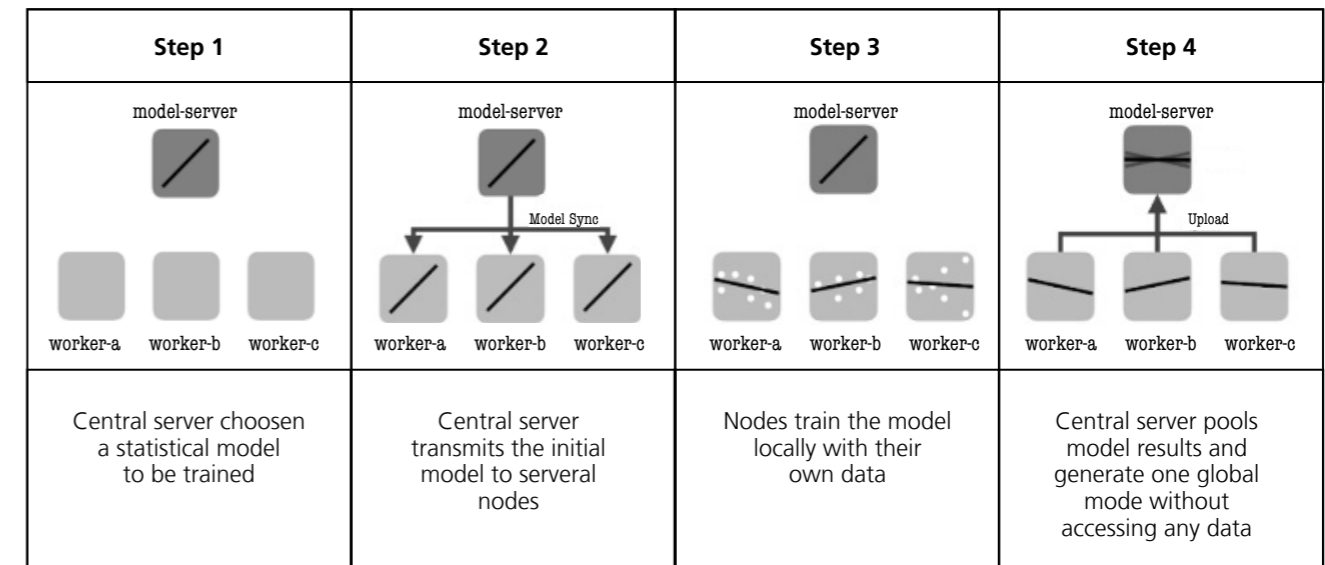 Step 1
Step 2
Step 3
Step 4
model-server
worker-a worker-b worker-c
model-server
Model Sync
worker-a worker-b worker-c
model-server
worker-a worker-b worker-c
model-server
Upload
worker-a worker-b worker-c
Central server choosen
a statistical model
to be trained
Central server
transmits the initial
model to serveral
nodes
Nodes train the model
locally with their
own data
Central server pools
model results and
generate one global
mode without
accessing any data